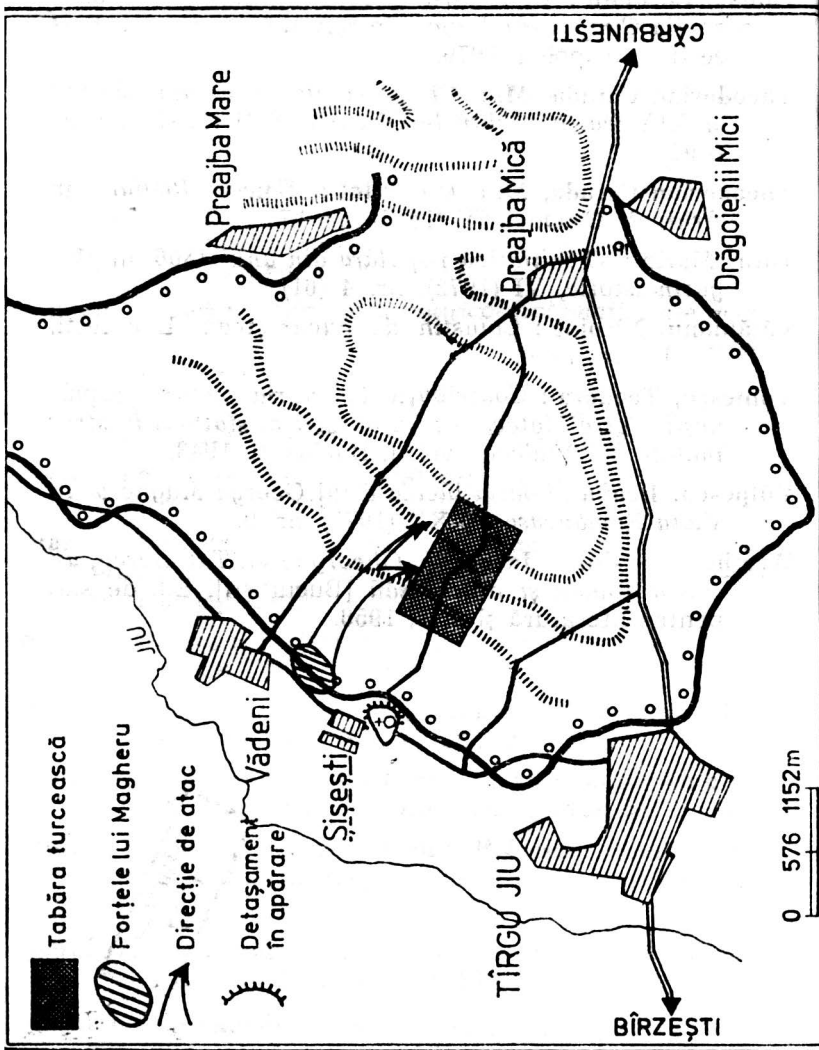 Tabăra turcească
Forțele lui Magheru
Direcție de atac
Detașament
în apărare
JIU
Vădeni
Șișești
TÎRGU JIU
BÎRZEȘTI
Preajba Mare
Preajba Mică
Drăgoienii Mici
CĂRBUNEȘTI
0 576 1152m